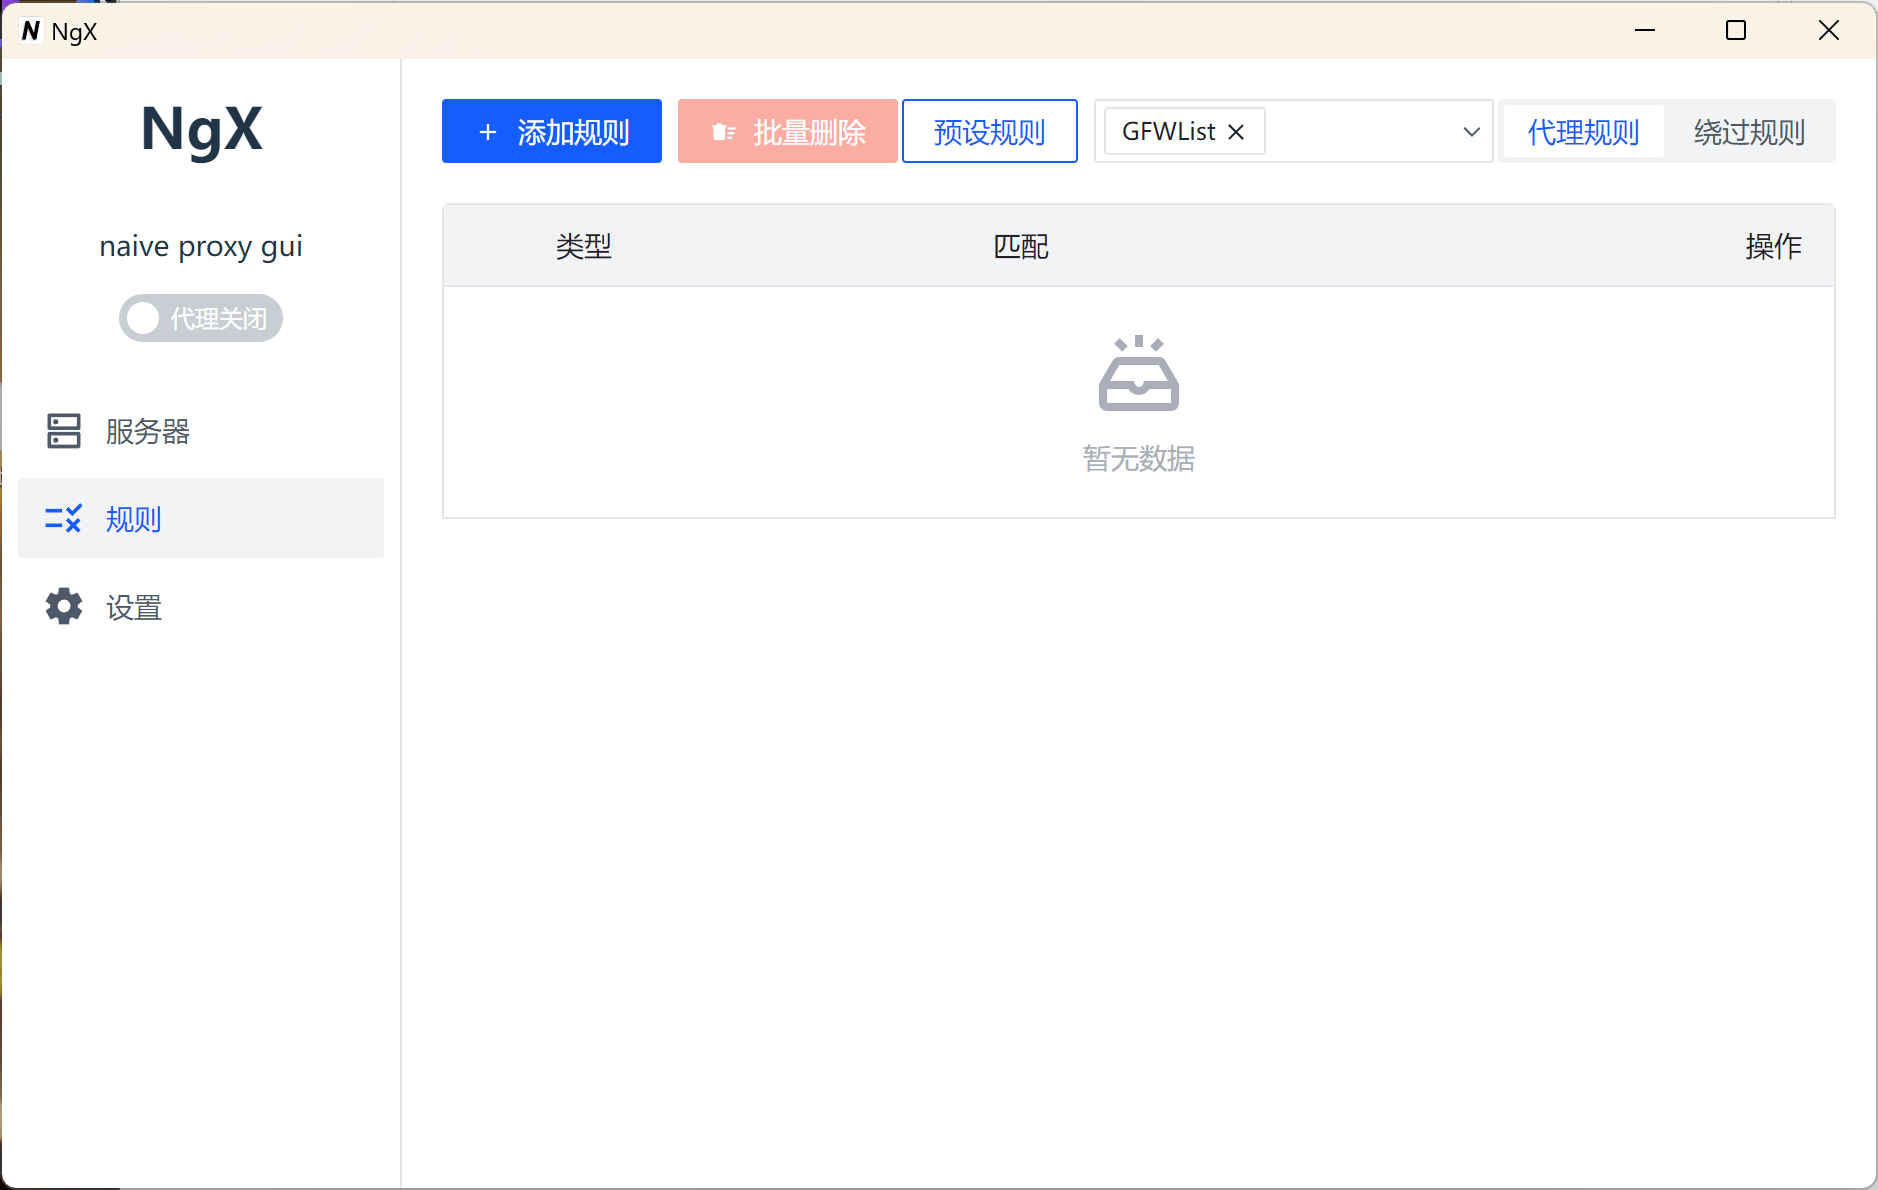 N NgX
NgX
naive proxy gui
代理关闭
服务器
规则
设置
+ 添加规则 批量删除 预设规则 GFWList × 代理规则 绕过规则
类型 匹配 操作
暂无数据